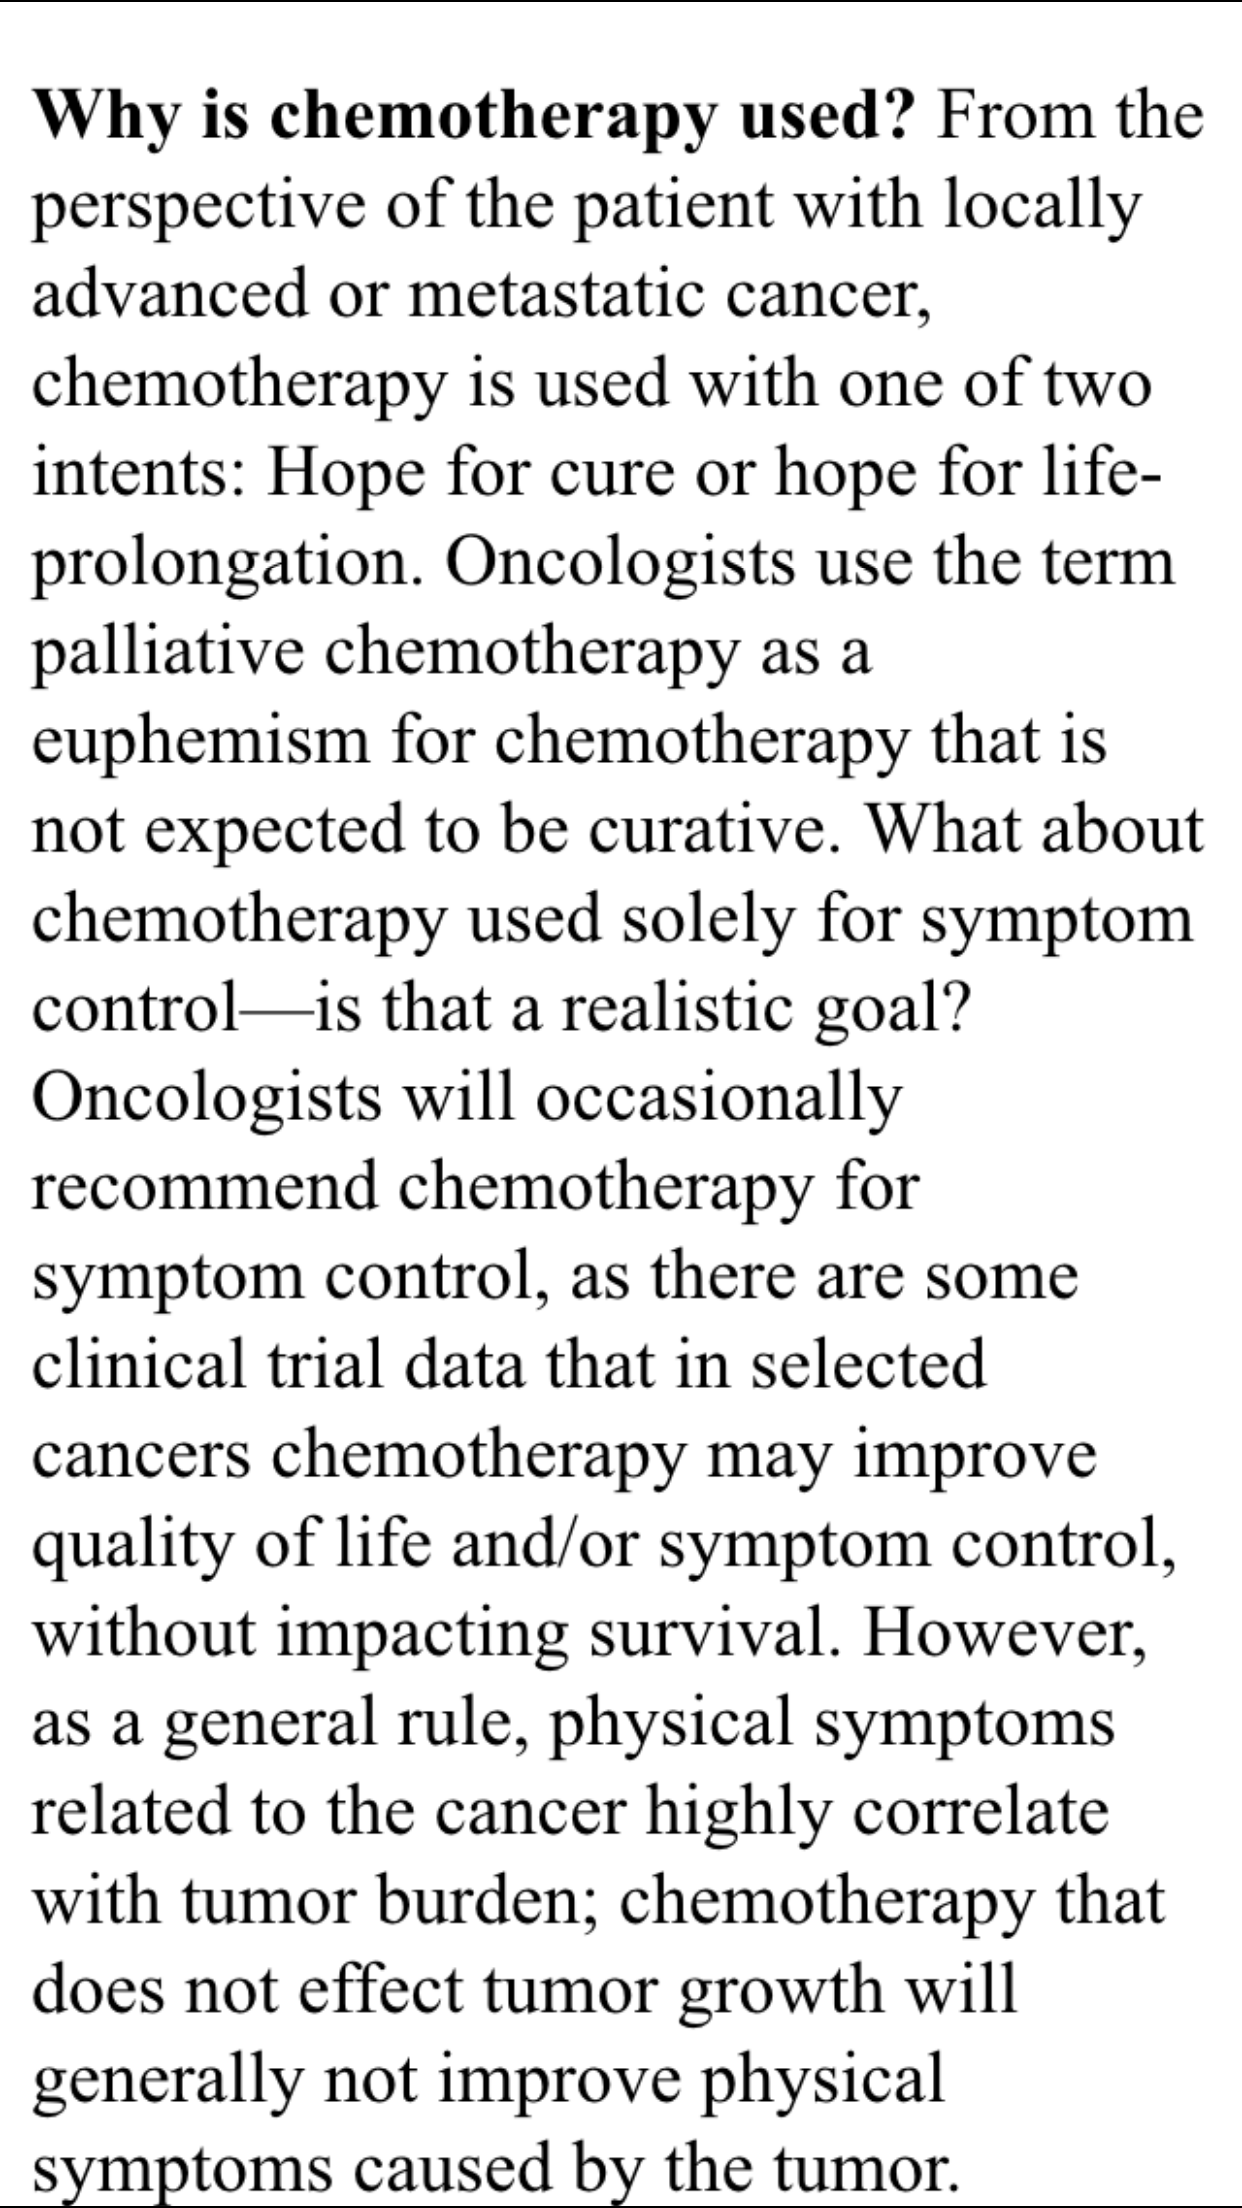 Why is chemotherapy used? From the
perspective of the patient with locally
advanced or metastatic cancer,
chemotherapy is used with one of two
intents: Hope for cure or hope for life-
prolongation. Oncologists use the term
palliative chemotherapy as a
euphemism for chemotherapy that is
not expected to be curative. What about
chemotherapy used solely for symptom
control—is that a realistic goal?
Oncologists will occasionally
recommend chemotherapy for
symptom control, as there are some
clinical trial data that in selected
cancers chemotherapy may improve
quality of life and/or symptom control,
without impacting survival. However,
as a general rule, physical symptoms
related to the cancer highly correlate
with tumor burden; chemotherapy that
does not effect tumor growth will
generally not improve physical
symptoms caused by the tumor.